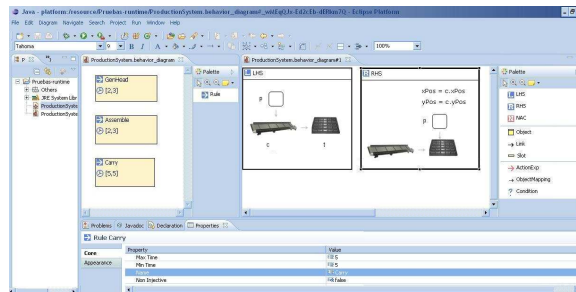 Java - platform:/resource/Pruebas-runtime/ProductionSystem.behavior_diagram - Eclipse Platform
File Edit Diagram Navigate Search Project Run Window Help
Tahoma 9 B I A 100%
ProductionSystem.behavior_diagram
ProductionSystem.behavior_diagram
Pruebas-runtime
Others
JRE System Libr
ProductionSyste
ProductionSyste
GenHead
[2,3]
Assemble
[2,3]
Carry
[5,5]
Palette
Rule
LHS
p
c
t
RHS
xPos = c.xPos
yPos = c.yPos
p
Palette
LHS
RHS
NAC
Object
Link
Slot
ActionExp
ObjectMapping
Condition
Problems Javadoc Declaration Properties
Rule Carry
Core
Appearance
Property Value
Max Time 5
Min Time 5
Name Carry
Non Injective false